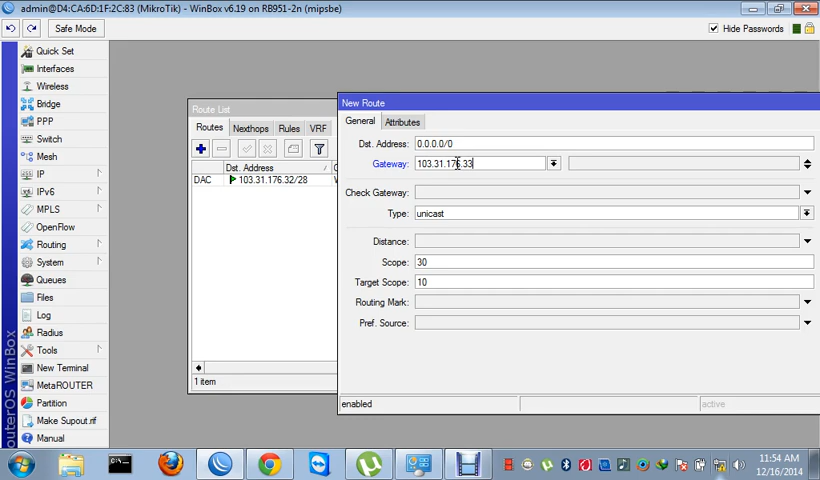 admin@D4:CA:6D:1F:2C:83 (MikroTik) - WinBox v6.19 on RB951-2n (mipsbe)
Safe Mode
Hide Passwords
Quick Set
Interfaces
Wireless
Bridge
PPP
Switch
Mesh
IP
IPv6
MPLS
OpenFlow
Routing
System
Queues
Files
Log
Radius
Tools
New Terminal
MetaROUTER
Partition
Make Supout.rif
Manual
outerOS WinBox
Route List
Routes Nexthops Rules VRF
Dst. Address
DAC 103.31.176.32/28
1 item
New Route
General Attributes
Dst. Address: 0.0.0.0/0
Gateway: 103.31.176.33
Check Gateway:
Type: unicast
Distance:
Scope: 30
Target Scope: 10
Routing Mark:
Pref. Source:
enabled active
11:54 AM
12/16/2014